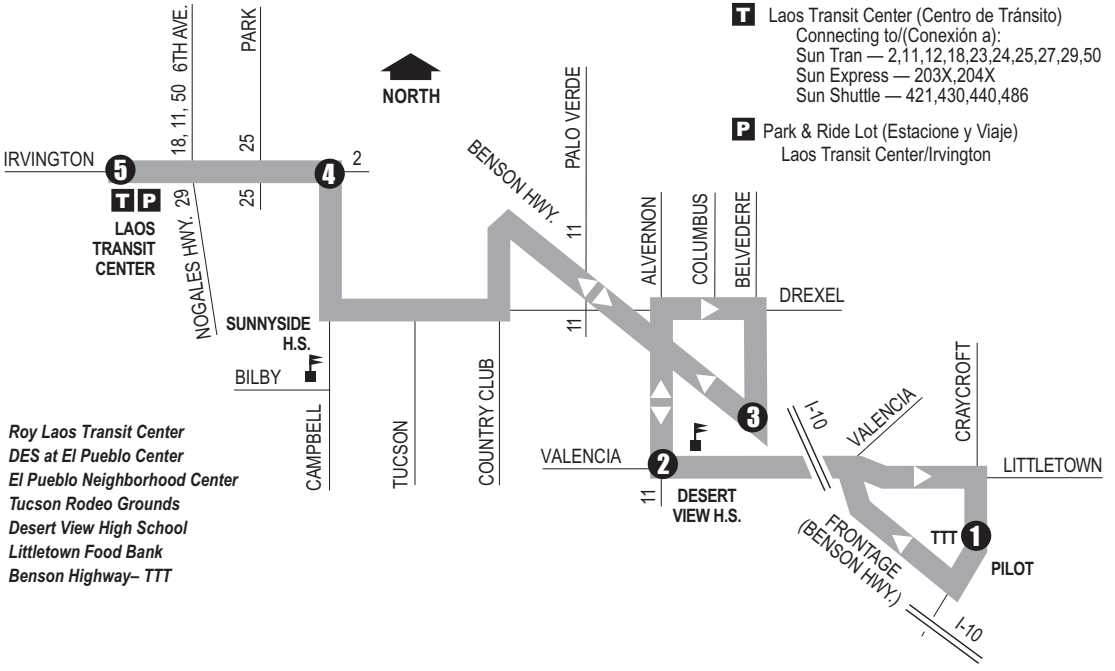 T Laos Transit Center (Centro de Tránsito)
Connecting to/(Conexión a):
Sun Tran — 2,11,12,18,23,24,25,27,29,50
Sun Express — 203X,204X
Sun Shuttle — 421,430,440,486
P Park & Ride Lot (Estacione y Viaje)
Laos Transit Center/Irvington
NORTH
18, 11, 50 6TH AVE.
PARK
25
25
IRVINGTON
5
4
2
T P
LAOS
TRANSIT
CENTER
29
NOGALES HWY.
SUNNYSIDE
H.S.
BILBY
CAMPBELL
TUCSON
COUNTRY CLUB
BENSON HWY.
PALO VERDE
11
11
ALVERNON
COLUMBUS
BELVEDERE
DREXEL
3
VALENCIA
2
11
DESERT
VIEW H.S.
I-10
VALENCIA
CRAYCROFT
LITTLETOWN
TTT 1
PILOT
FRONTAGE
(BENSON HWY.)
I-10
Roy Laos Transit Center
DES at El Pueblo Center
El Pueblo Neighborhood Center
Tucson Rodeo Grounds
Desert View High School
Littletown Food Bank
Benson Highway– TTT